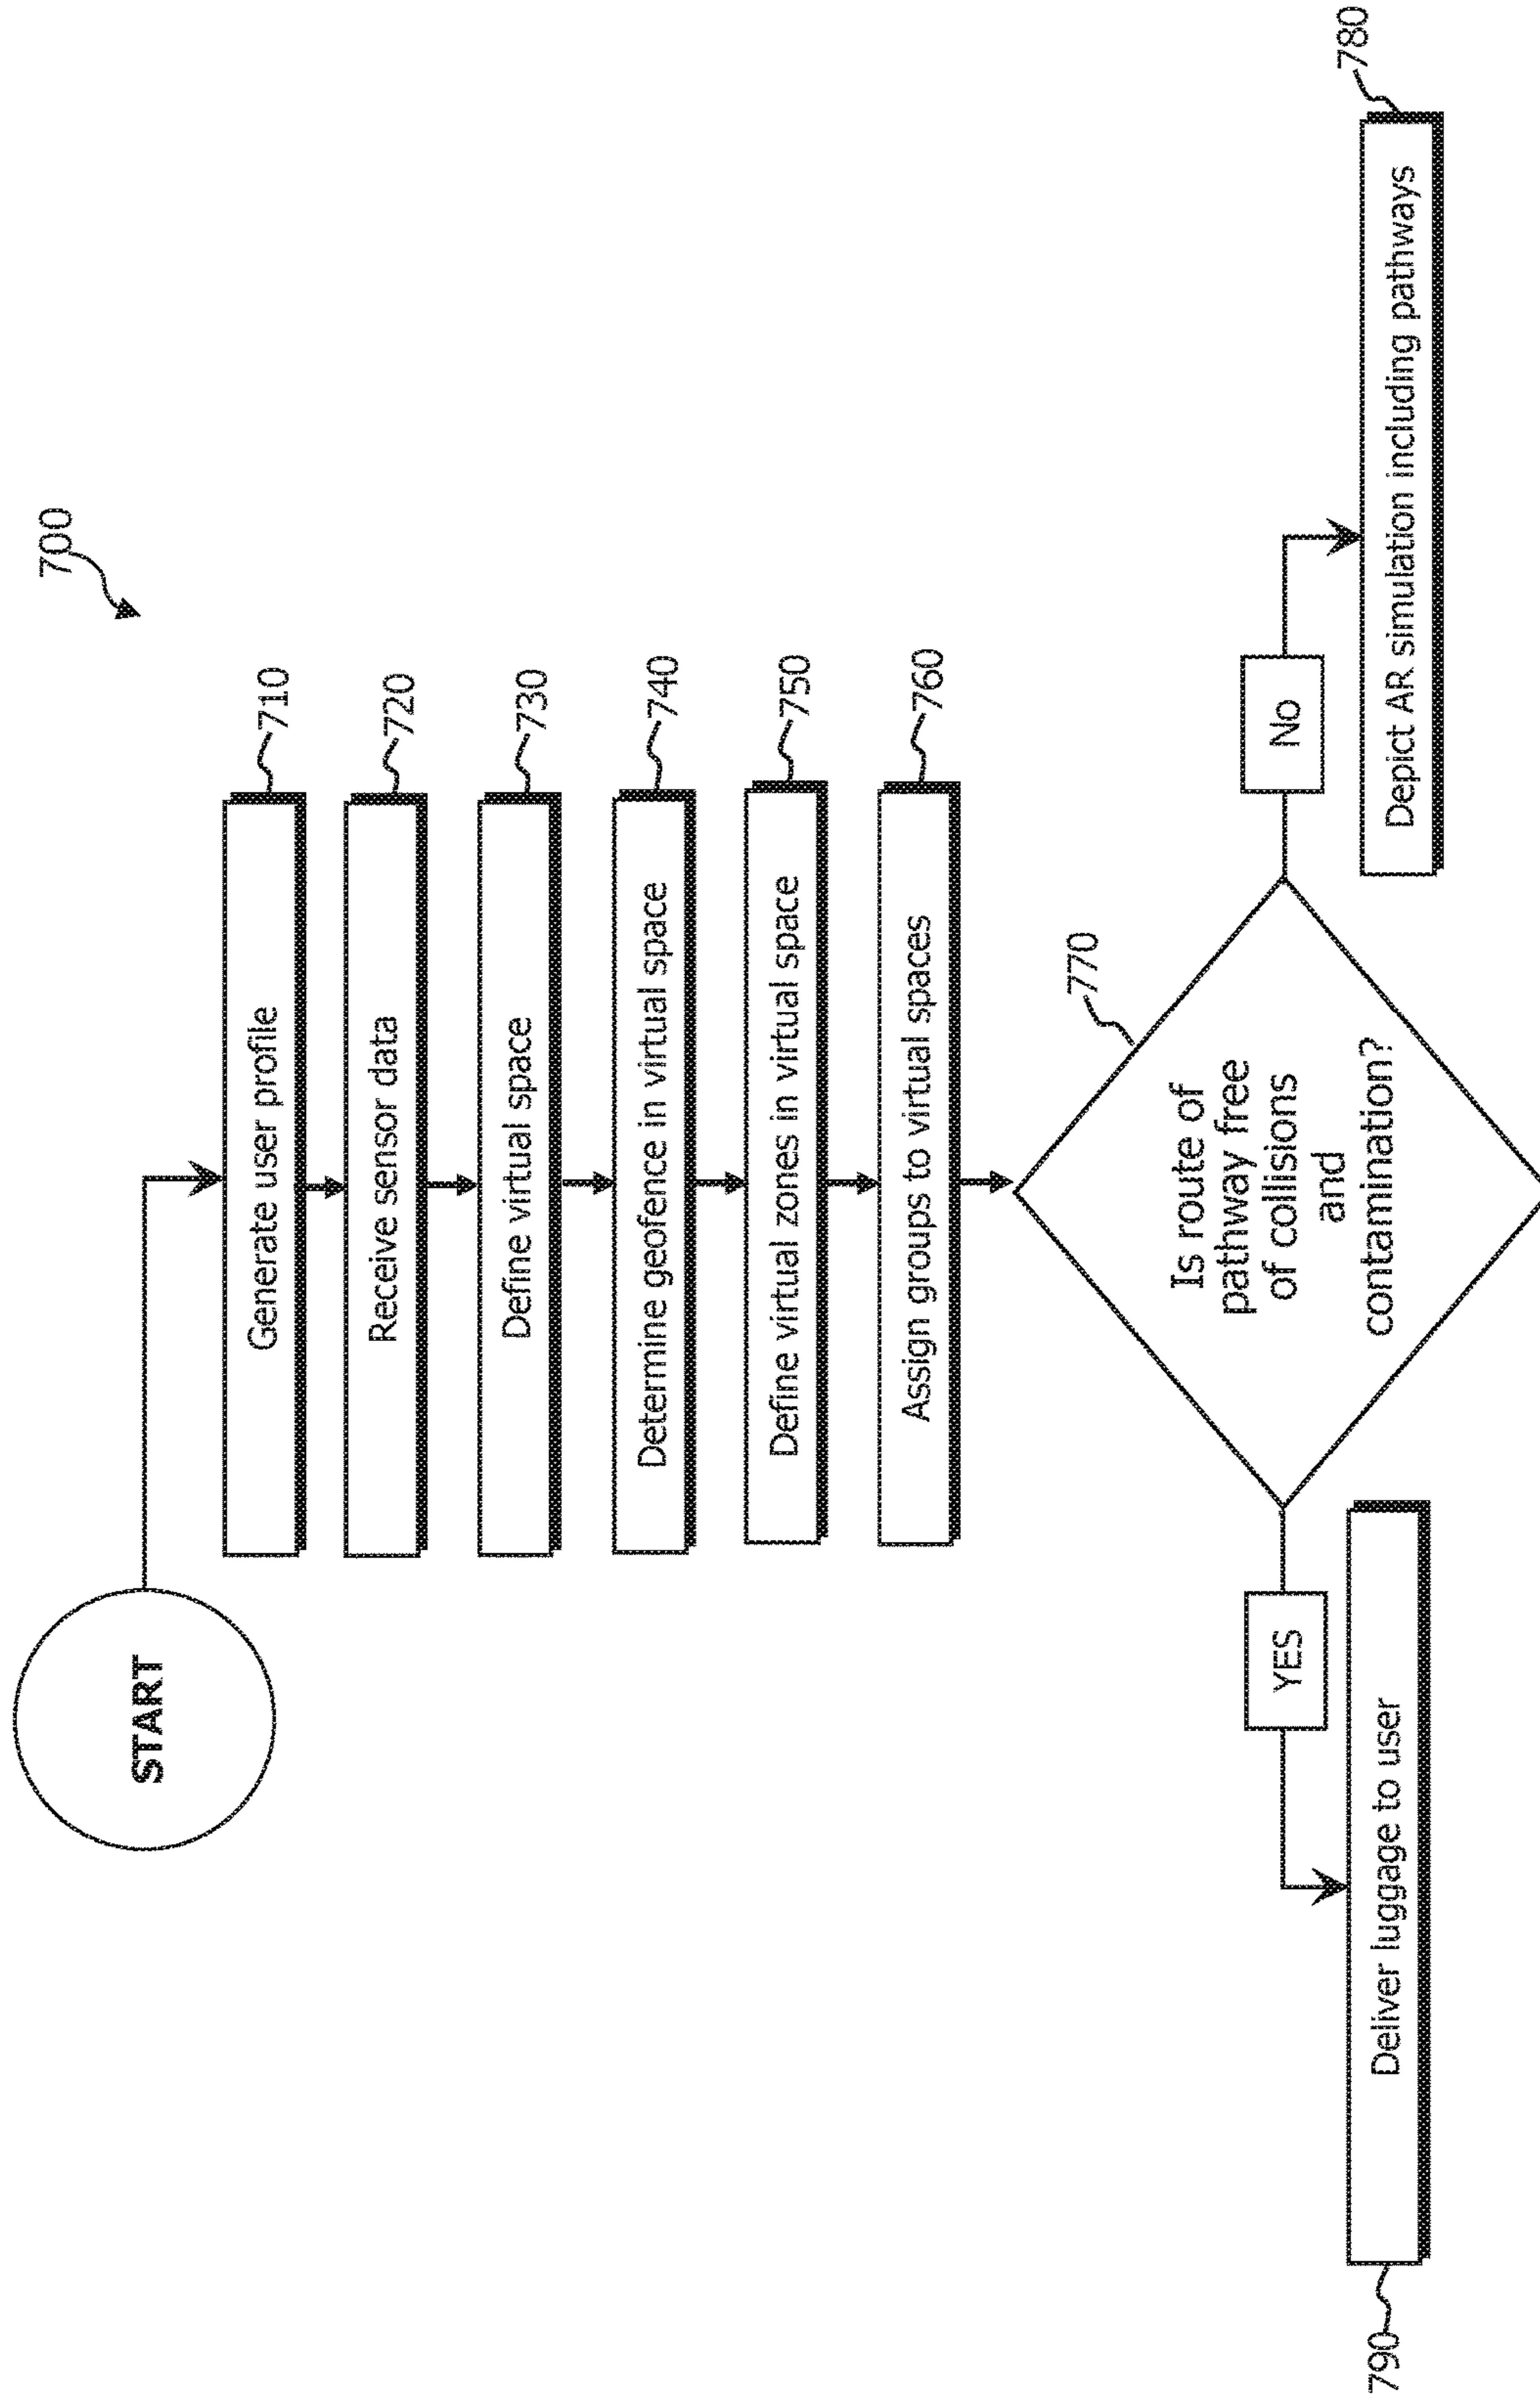 700
START
Generate user profile
710
Receive sensor data
720
Define virtual space
730
Determine geofence in virtual space
740
Define virtual zones in virtual space
750
Assign groups to virtual spaces
760
770
Is route of
pathway free
of collisions
and
contamination?
YES
No
790
Deliver luggage to user
Depict AR simulation including pathways
780